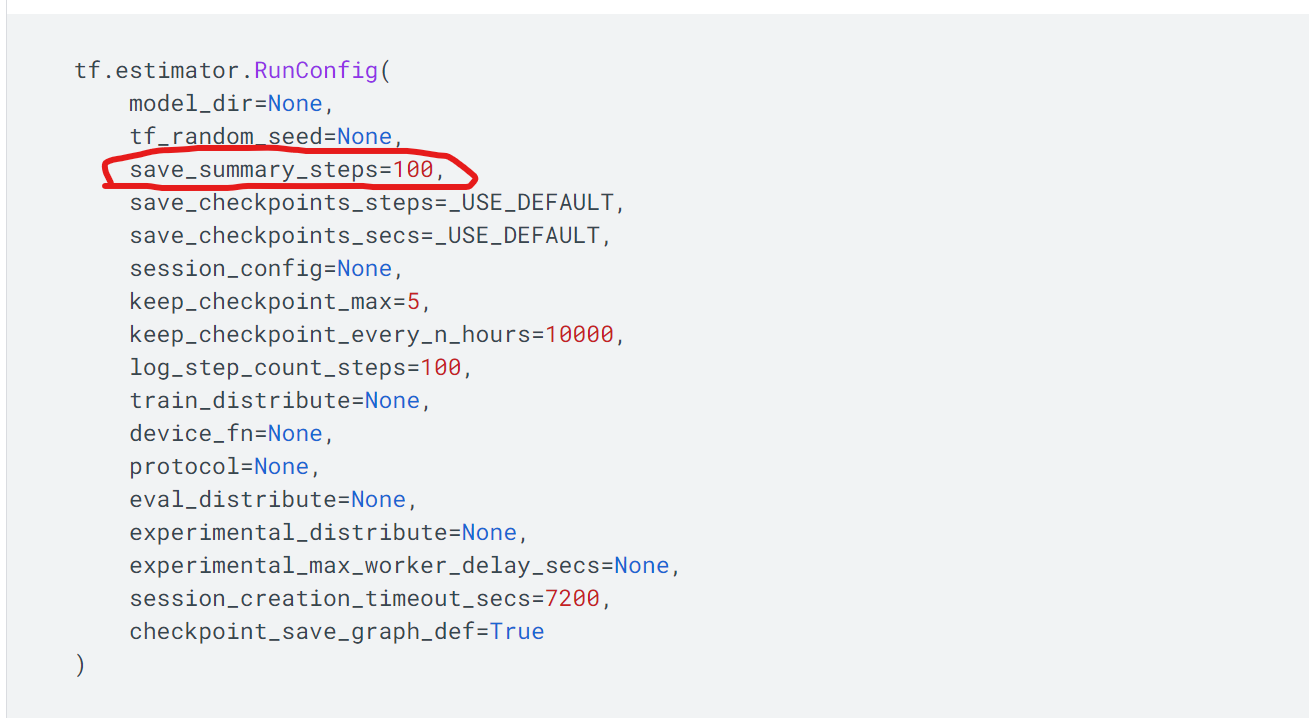 tf.estimator.RunConfig(
    model_dir=None,
    tf_random_seed=None,
    save_summary_steps=100,
    save_checkpoints_steps=_USE_DEFAULT,
    save_checkpoints_secs=_USE_DEFAULT,
    session_config=None,
    keep_checkpoint_max=5,
    keep_checkpoint_every_n_hours=10000,
    log_step_count_steps=100,
    train_distribute=None,
    device_fn=None,
    protocol=None,
    eval_distribute=None,
    experimental_distribute=None,
    experimental_max_worker_delay_secs=None,
    session_creation_timeout_secs=7200,
    checkpoint_save_graph_def=True
)